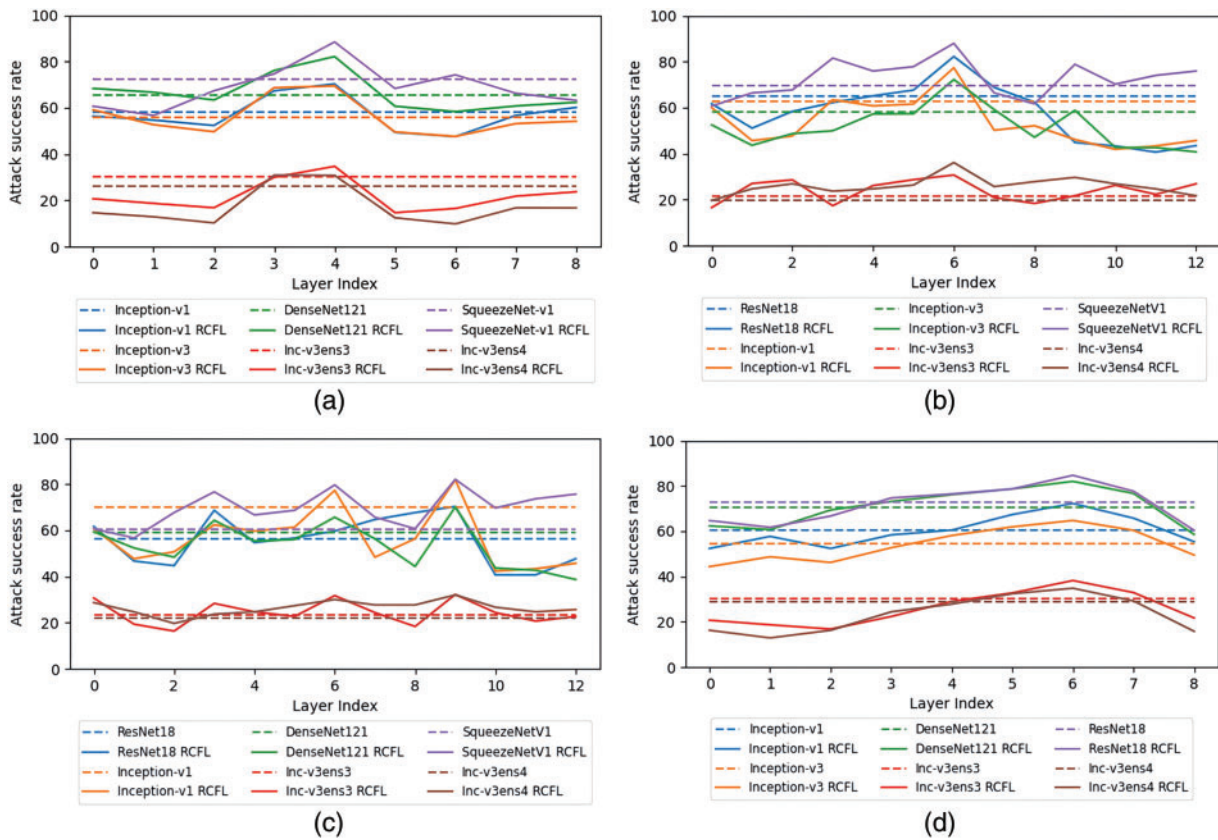 100
80
60
40
20
0
Attack success rate
0 1 2 3 4 5 6 7 8
Layer Index
Inception-v1 DenseNet121 SqueezeNet-v1
Inception-v1 RCFL DenseNet121 RCFL SqueezeNet-v1 RCFL
Inception-v3 Inc-v3ens3 Inc-v3ens4
Inception-v3 RCFL Inc-v3ens3 RCFL Inc-v3ens4 RCFL
(a)
100
80
60
40
20
0
Attack success rate
0 2 4 6 8 10 12
Layer Index
ResNet18 Inception-v3 SqueezeNetV1
ResNet18 RCFL Inception-v3 RCFL SqueezeNetV1 RCFL
Inception-v1 Inc-v3ens3 Inc-v3ens4
Inception-v1 RCFL Inc-v3ens3 RCFL Inc-v3ens4 RCFL
(b)
100
80
60
40
20
0
Attack success rate
0 2 4 6 8 10 12
Layer Index
ResNet18 DenseNet121 SqueezeNetV1
ResNet18 RCFL DenseNet121 RCFL SqueezeNetV1 RCFL
Inception-v1 Inc-v3ens3 Inc-v3ens4
Inception-v1 RCFL Inc-v3ens3 RCFL Inc-v3ens4 RCFL
(c)
100
80
60
40
20
0
Attack success rate
0 1 2 3 4 5 6 7 8
Layer Index
Inception-v1 DenseNet121 ResNet18
Inception-v1 RCFL DenseNet121 RCFL ResNet18 RCFL
Inception-v3 Inc-v3ens3 Inc-v3ens4
Inception-v3 RCFL Inc-v3ens3 RCFL Inc-v3ens4 RCFL
(d)